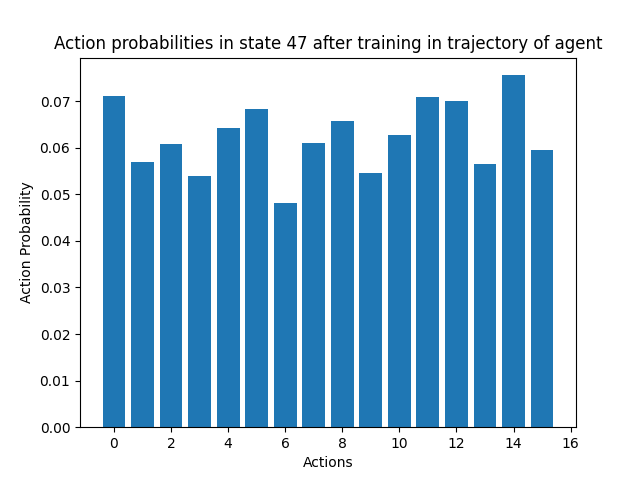 Action probabilities in state 47 after training in trajectory of agent
Action Probability
0.07
0.06
0.05
0.04
0.03
0.02
0.01
0.00
0 2 4 6 8 10 12 14 16
Actions